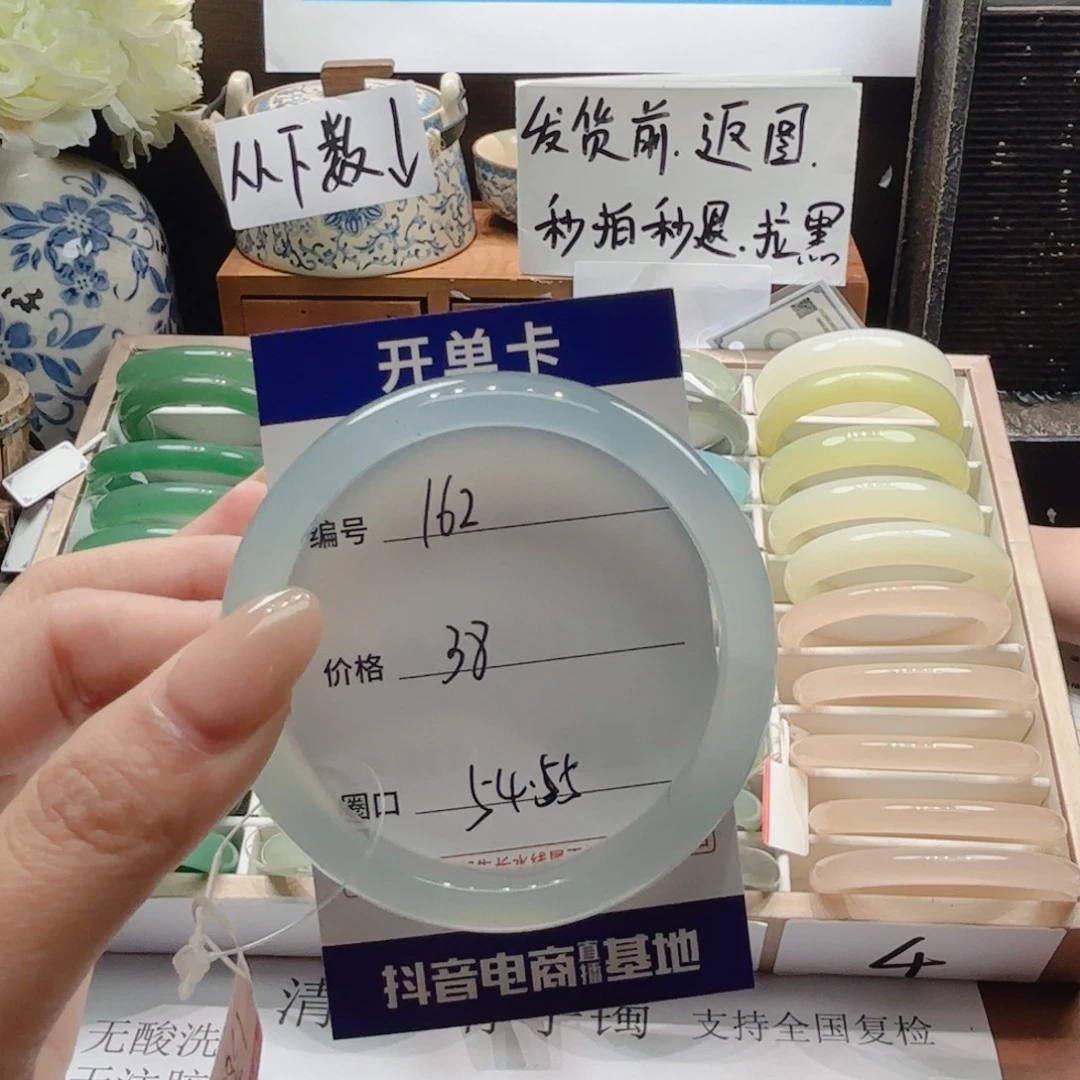 从下数↓
发货前.返图.
秒拍秒退.拉黑
开单卡
编号 162
价格 38
圈口 54.55
抖音电商直播基地
4
清
镯 支持全国复检
无酸洗